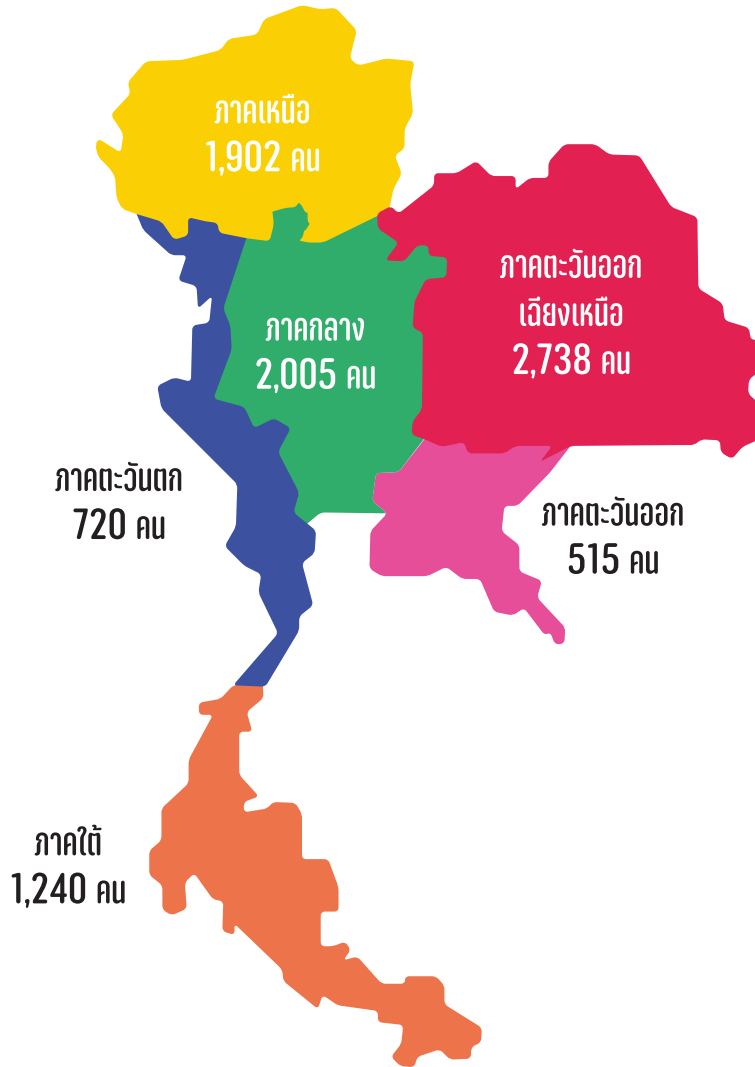 ภาคเหนือ
1,902 คน
ภาคตะวันออก
เฉียงเหนือ
2,738 คน
ภาคกลาง
2,005 คน
ภาคตะวันตก
720 คน
ภาคตะวันออก
515 คน
ภาคใต้
1,240 คน